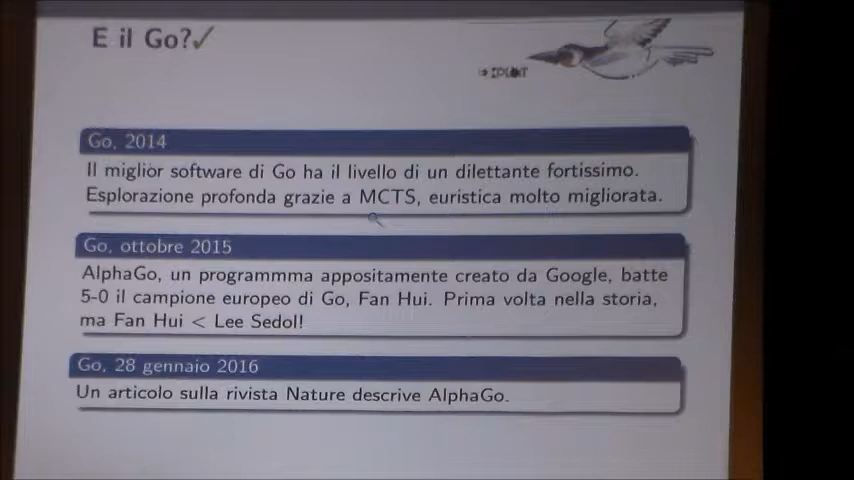 E il Go?✓
Go, 2014
Il miglior software di Go ha il livello di un dilettante fortissimo.
Esplorazione profonda grazie a MCTS, euristica molto migliorata.
Go, ottobre 2015
AlphaGo, un programmma appositamente creato da Google, batte
5-0 il campione europeo di Go, Fan Hui. Prima volta nella storia,
ma Fan Hui < Lee Sedol!
Go, 28 gennaio 2016
Un articolo sulla rivista Nature descrive AlphaGo.